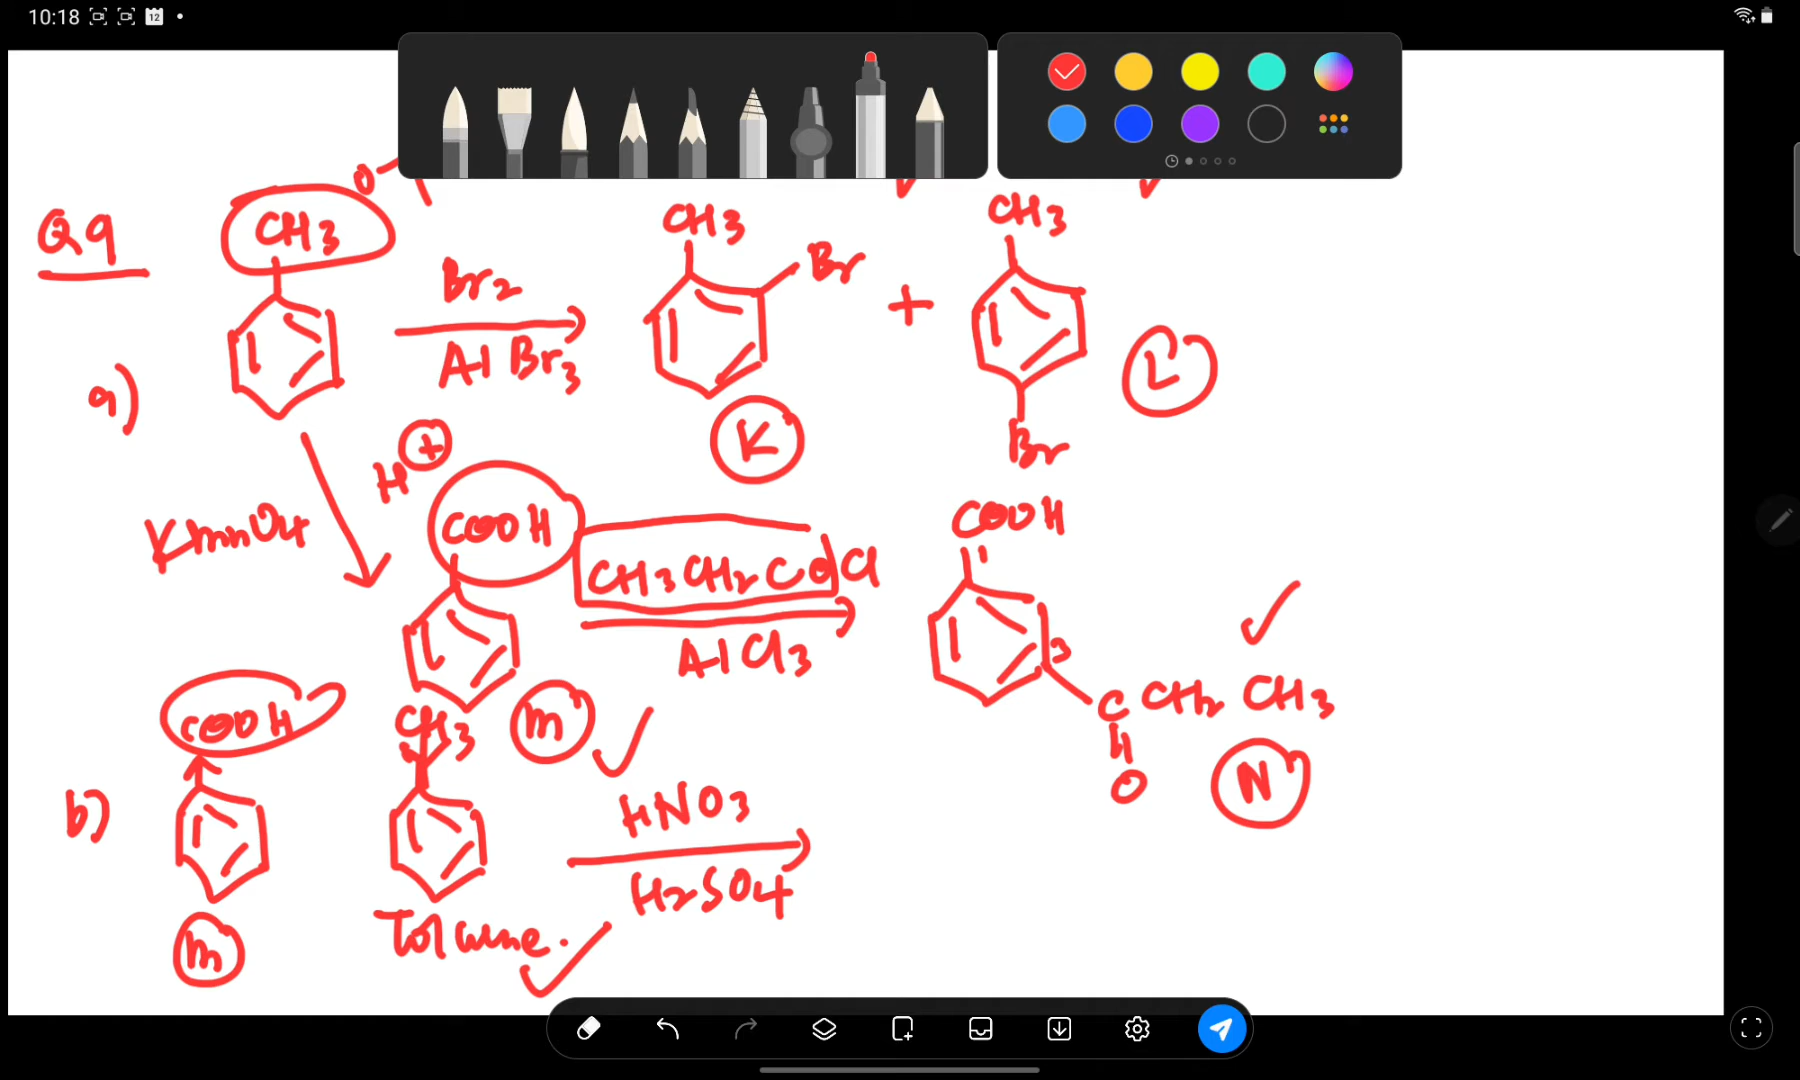 10:18
12
O-
Q9
CH3
a)
Br2
AlBr3
CH3
Br
K
+
CH3
Br
L
KMnO4
H+
COOH
M
CH3CH2COCl
AlCl3
COOH
3
C CH2 CH3
O
N
b)
COOH
M
CH3
Toluene.
HNO3
H2SO4